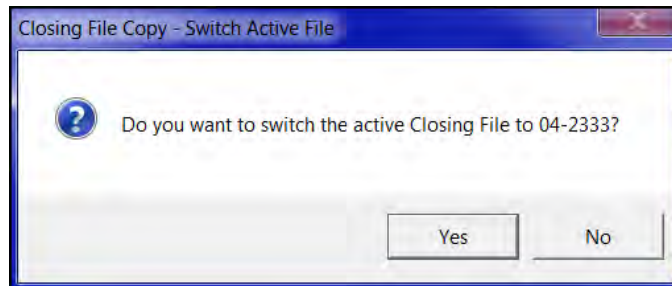 Closing File Copy - Switch Active File
Do you want to switch the active Closing File to 04-2333?
Yes
No